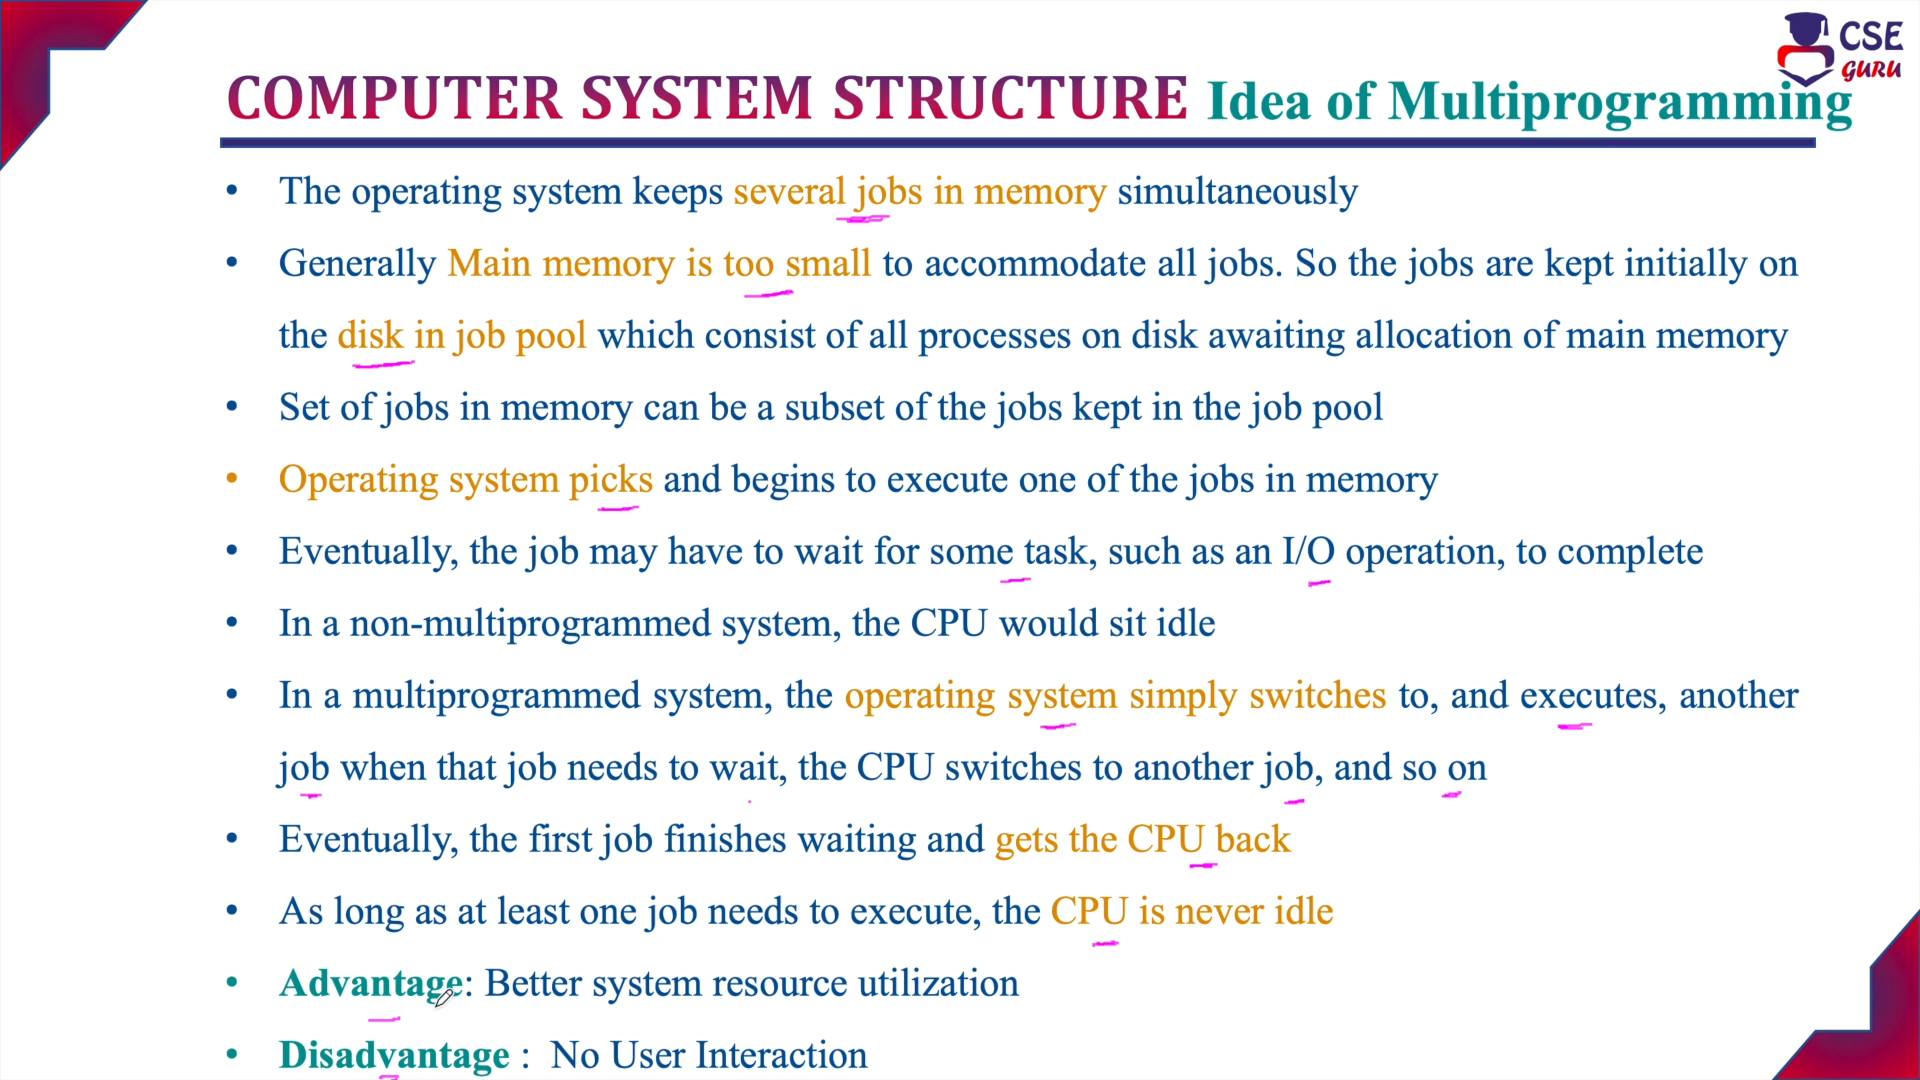 CSE
GURU
COMPUTER SYSTEM STRUCTURE Idea of Multiprogramming
• The operating system keeps several jobs in memory simultaneously
• Generally Main memory is too small to accommodate all jobs. So the jobs are kept initially on
the disk in job pool which consist of all processes on disk awaiting allocation of main memory
• Set of jobs in memory can be a subset of the jobs kept in the job pool
• Operating system picks and begins to execute one of the jobs in memory
• Eventually, the job may have to wait for some task, such as an I/O operation, to complete
• In a non-multiprogrammed system, the CPU would sit idle
• In a multiprogrammed system, the operating system simply switches to, and executes, another
job when that job needs to wait, the CPU switches to another job, and so on
• Eventually, the first job finishes waiting and gets the CPU back
• As long as at least one job needs to execute, the CPU is never idle
• Advantage: Better system resource utilization
• Disadvantage : No User Interaction